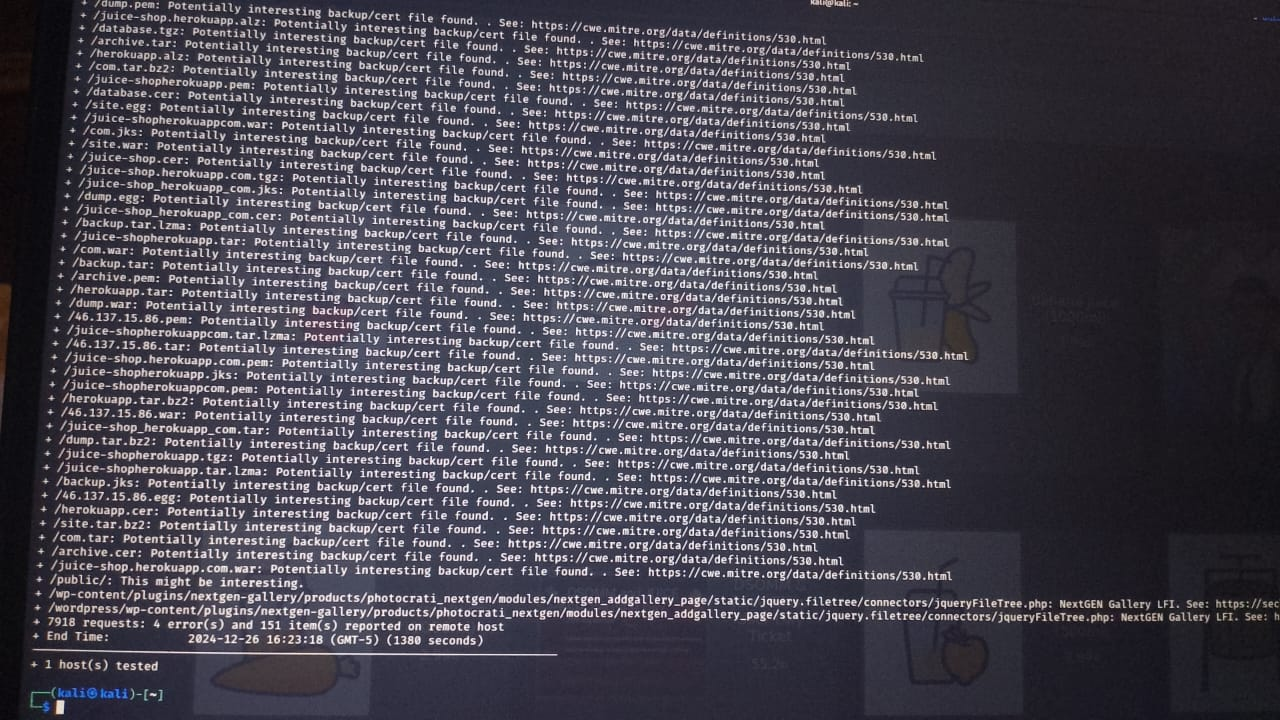 kali@kali: ~
+ /dump.pem: Potentially interesting backup/cert file found. . See: https://cwe.mitre.org/data/definitions/530.html
+ /juice-shop.herokuapp.alz: Potentially interesting backup/cert file found. . See: https://cwe.mitre.org/data/definitions/530.html
+ /database.tgz: Potentially interesting backup/cert file found. . See: https://cwe.mitre.org/data/definitions/530.html
+ /archive.tar: Potentially interesting backup/cert file found. . See: https://cwe.mitre.org/data/definitions/530.html
+ /herokuapp.alz: Potentially interesting backup/cert file found. . See: https://cwe.mitre.org/data/definitions/530.html
+ /com.tar.bz2: Potentially interesting backup/cert file found. . See: https://cwe.mitre.org/data/definitions/530.html
+ /juice-shopherokuapp.pem: Potentially interesting backup/cert file found. . See: https://cwe.mitre.org/data/definitions/530.html
+ /database.cer: Potentially interesting backup/cert file found. . See: https://cwe.mitre.org/data/definitions/530.html
+ /site.egg: Potentially interesting backup/cert file found. . See: https://cwe.mitre.org/data/definitions/530.html
+ /juice-shopherokuappcom.war: Potentially interesting backup/cert file found. . See: https://cwe.mitre.org/data/definitions/530.html
+ /com.jks: Potentially interesting backup/cert file found. . See: https://cwe.mitre.org/data/definitions/530.html
+ /site.war: Potentially interesting backup/cert file found. . See: https://cwe.mitre.org/data/definitions/530.html
+ /juice-shop.cer: Potentially interesting backup/cert file found. . See: https://cwe.mitre.org/data/definitions/530.html
+ /juice-shop.herokuapp.com.tgz: Potentially interesting backup/cert file found. . See: https://cwe.mitre.org/data/definitions/530.html
+ /juice-shop_herokuapp_com.jks: Potentially interesting backup/cert file found. . See: https://cwe.mitre.org/data/definitions/530.html
+ /dump.egg: Potentially interesting backup/cert file found. . See: https://cwe.mitre.org/data/definitions/530.html
+ /juice-shop_herokuapp_com.cer: Potentially interesting backup/cert file found. . See: https://cwe.mitre.org/data/definitions/530.html
+ /backup.tar.lzma: Potentially interesting backup/cert file found. . See: https://cwe.mitre.org/data/definitions/530.html
+ /juice-shopherokuapp.tar: Potentially interesting backup/cert file found. . See: https://cwe.mitre.org/data/definitions/530.html
+ /com.war: Potentially interesting backup/cert file found. . See: https://cwe.mitre.org/data/definitions/530.html
+ /backup.tar: Potentially interesting backup/cert file found. . See: https://cwe.mitre.org/data/definitions/530.html
+ /archive.pem: Potentially interesting backup/cert file found. . See: https://cwe.mitre.org/data/definitions/530.html
+ /herokuapp.tar: Potentially interesting backup/cert file found. . See: https://cwe.mitre.org/data/definitions/530.html
+ /dump.war: Potentially interesting backup/cert file found. . See: https://cwe.mitre.org/data/definitions/530.html
+ /46.137.15.86.pem: Potentially interesting backup/cert file found. . See: https://cwe.mitre.org/data/definitions/530.html
+ /juice-shopherokuappcom.tar.lzma: Potentially interesting backup/cert file found. . See: https://cwe.mitre.org/data/definitions/530.html
+ /46.137.15.86.tar: Potentially interesting backup/cert file found. . See: https://cwe.mitre.org/data/definitions/530.html
+ /juice-shop.herokuapp.com.pem: Potentially interesting backup/cert file found. . See: https://cwe.mitre.org/data/definitions/530.html
+ /juice-shopherokuapp.jks: Potentially interesting backup/cert file found. . See: https://cwe.mitre.org/data/definitions/530.html
+ /juice-shopherokuappcom.pem: Potentially interesting backup/cert file found. . See: https://cwe.mitre.org/data/definitions/530.html
+ /herokuapp.tar.bz2: Potentially interesting backup/cert file found. . See: https://cwe.mitre.org/data/definitions/530.html
+ /46.137.15.86.war: Potentially interesting backup/cert file found. . See: https://cwe.mitre.org/data/definitions/530.html
+ /juice-shop_herokuapp_com.tar: Potentially interesting backup/cert file found. . See: https://cwe.mitre.org/data/definitions/530.html
+ /dump.tar.bz2: Potentially interesting backup/cert file found. . See: https://cwe.mitre.org/data/definitions/530.html
+ /juice-shopherokuapp.tgz: Potentially interesting backup/cert file found. . See: https://cwe.mitre.org/data/definitions/530.html
+ /juice-shopherokuapp.tar.lzma: Potentially interesting backup/cert file found. . See: https://cwe.mitre.org/data/definitions/530.html
+ /backup.jks: Potentially interesting backup/cert file found. . See: https://cwe.mitre.org/data/definitions/530.html
+ /46.137.15.86.egg: Potentially interesting backup/cert file found. . See: https://cwe.mitre.org/data/definitions/530.html
+ /herokuapp.cer: Potentially interesting backup/cert file found. . See: https://cwe.mitre.org/data/definitions/530.html
+ /site.tar.bz2: Potentially interesting backup/cert file found. . See: https://cwe.mitre.org/data/definitions/530.html
+ /com.tar: Potentially interesting backup/cert file found. . See: https://cwe.mitre.org/data/definitions/530.html
+ /archive.cer: Potentially interesting backup/cert file found. . See: https://cwe.mitre.org/data/definitions/530.html
+ /juice-shop.herokuapp.com.war: Potentially interesting backup/cert file found. . See: https://cwe.mitre.org/data/definitions/530.html
+ /public/: This might be interesting.
+ /wp-content/plugins/nextgen-gallery/products/photocrati_nextgen/modules/nextgen_addgallery_page/static/jquery.filetree/connectors/jqueryFileTree.php: NextGEN Gallery LFI. See: https://sec
+ /wordpress/wp-content/plugins/nextgen-gallery/products/photocrati_nextgen/modules/nextgen_addgallery_page/static/jquery.filetree/connectors/jqueryFileTree.php: NextGEN Gallery LFI. See: h
+ 7918 requests: 4 error(s) and 151 item(s) reported on remote host
+ End Time: 2024-12-26 16:23:18 (GMT-5) (1380 seconds)
+ 1 host(s) tested
(kali㉿kali)-[~]
$